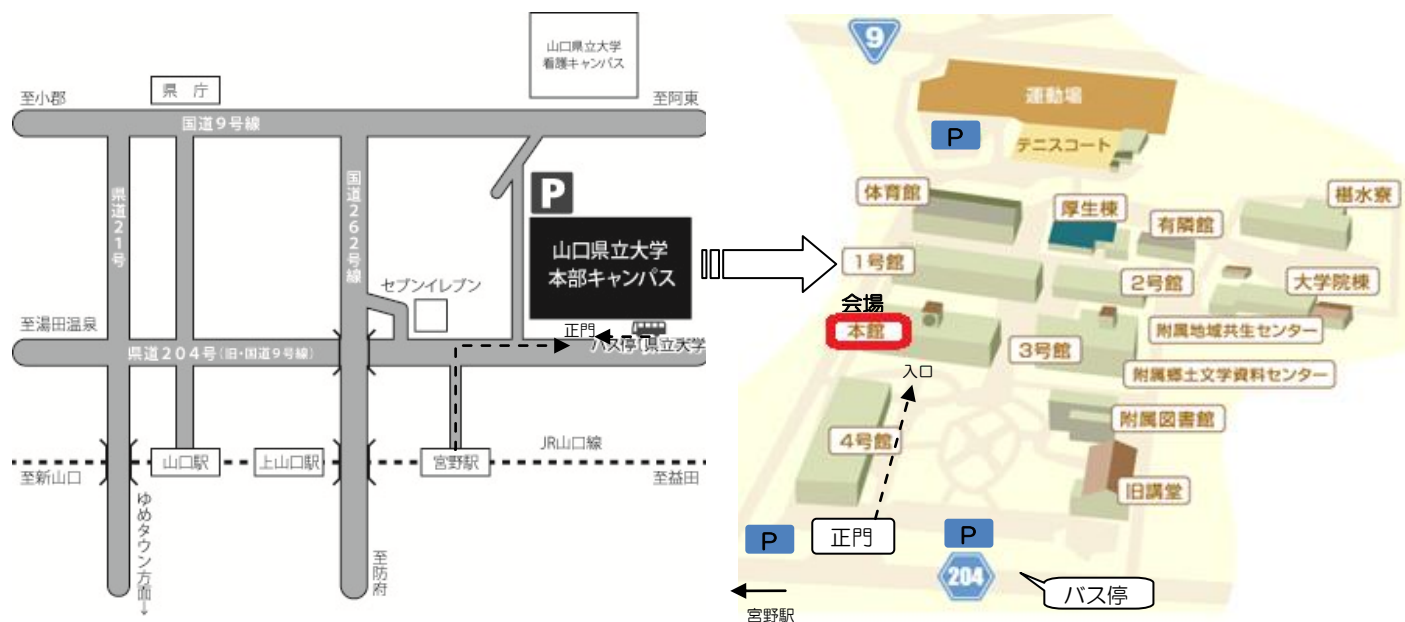 山口県立大学
看護キャンパス
県 庁
至小郡
至阿東
国道9号線
県道21号
国道262号線
P
山口県立大学
本部キャンパス
セブンイレブン
至湯田温泉
正門
県道204号(旧・国道9号線)
バス停「県立大学
JR山口線
山口駅
上山口駅
宮野駅
至新山口
至益田
ゆめタウン方面→
至防府
9
運動場
P
テニスコート
体育館
厚生棟
有隣館
椹水寮
1号館
2号館
大学院棟
会場
本館
附属地域共生センター
3号館
入口
附属郷土文学資料センター
附属図書館
4号館
旧講堂
P
正門
P
204
バス停
宮野駅